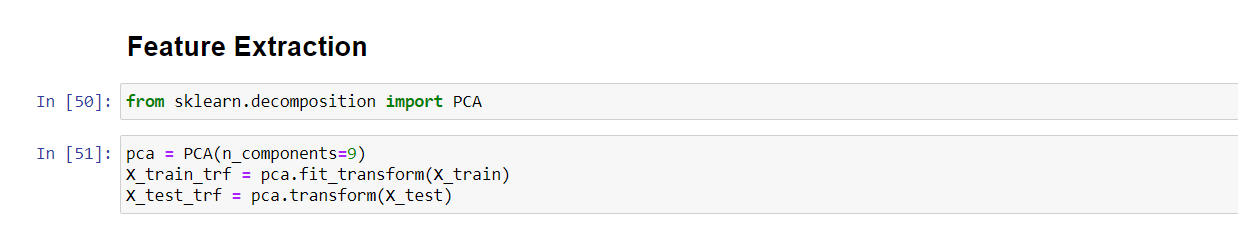 Feature Extraction
In [50]: from sklearn.decomposition import PCA
In [51]: pca = PCA(n_components=9)
X_train_trf = pca.fit_transform(X_train)
X_test_trf = pca.transform(X_test)